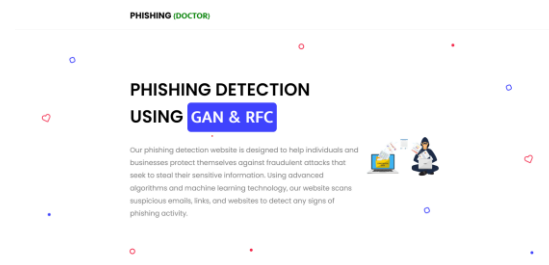 PHISHING (DOCTOR)
PHISHING DETECTION
USING GAN & RFC
Our phishing detection website is designed to help individuals and
businesses protect themselves against fraudulent attacks that
seek to steal their sensitive information. Using advanced
algorithms and machine learning technology, our website scans
suspicious emails, links, and websites to detect any signs of
phishing activity.